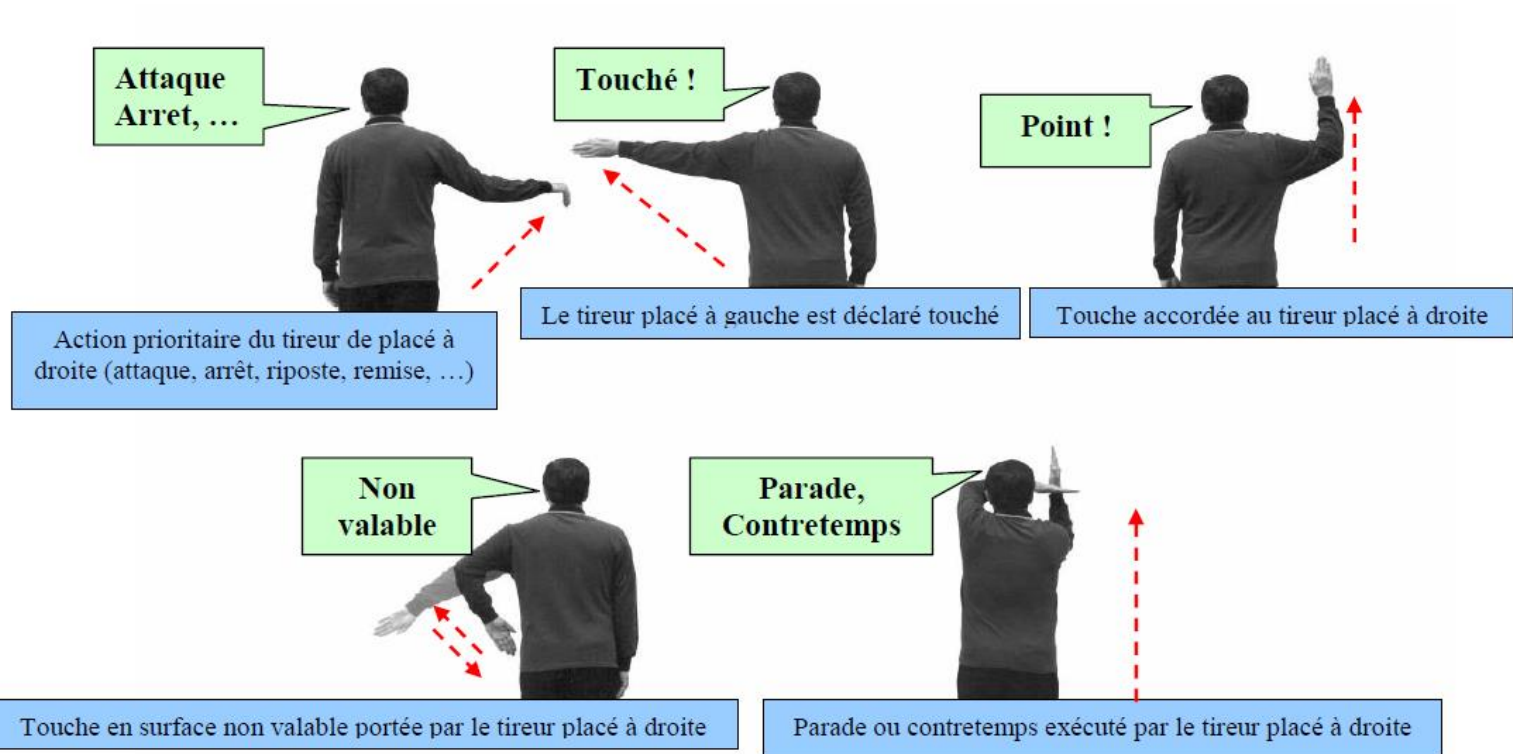 Attaque
Arret, …
Touché !
Point !
Action prioritaire du tireur de placé à
droite (attaque, arrêt, riposte, remise, …)
Le tireur placé à gauche est déclaré touché
Touche accordée au tireur placé à droite
Non
valable
Parade,
Contretemps
Touche en surface non valable portée par le tireur placé à droite
Parade ou contretemps exécuté par le tireur placé à droite